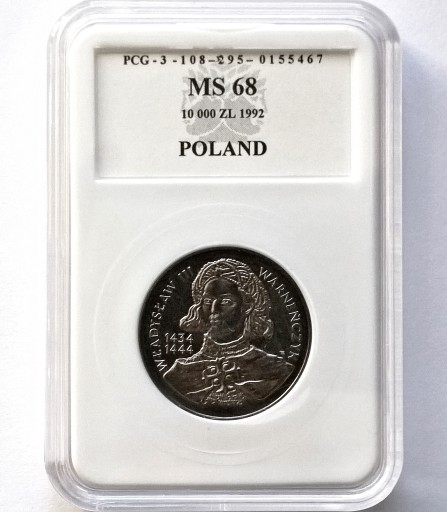 PCG - 3 - 108 - 295 - 0155467
MS 68
10 000 ZL 1992
POLAND
WŁADYSŁAW III WARNEŃCZYK
1434
1444